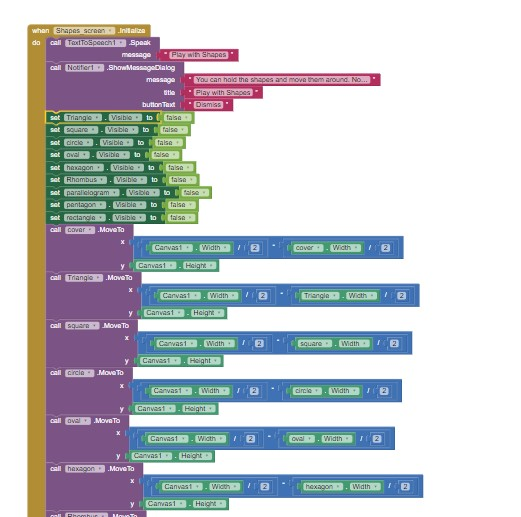 when Shapes_screen .Initialize
do call TextToSpeech1 .Speak
message " Play with Shapes "
call Notifier1 .ShowMessageDialog
message " You can hold the shapes and move them around. No... "
title " Play with Shapes "
buttonText " Dismiss "
set Triangle . Visible to false
set square . Visible to false
set circle . Visible to false
set oval . Visible to false
set hexagon . Visible to false
set Rhombus . Visible to false
set parallelogram . Visible to false
set pentagon . Visible to false
set rectangle . Visible to false
call cover .MoveTo
x Canvas1 . Width / 2 - cover . Width / 2
y Canvas1 . Height
call Triangle .MoveTo
x Canvas1 . Width / 2 - Triangle . Width / 2
y Canvas1 . Height
call square .MoveTo
x Canvas1 . Width / 2 - square . Width / 2
y Canvas1 . Height
call circle .MoveTo
x Canvas1 . Width / 2 - circle . Width / 2
y Canvas1 . Height
call oval .MoveTo
x Canvas1 . Width / 2 - oval . Width / 2
y Canvas1 . Height
call hexagon .MoveTo
x Canvas1 . Width / 2 - hexagon . Width / 2
y Canvas1 . Height
call Rhombus .MoveTo